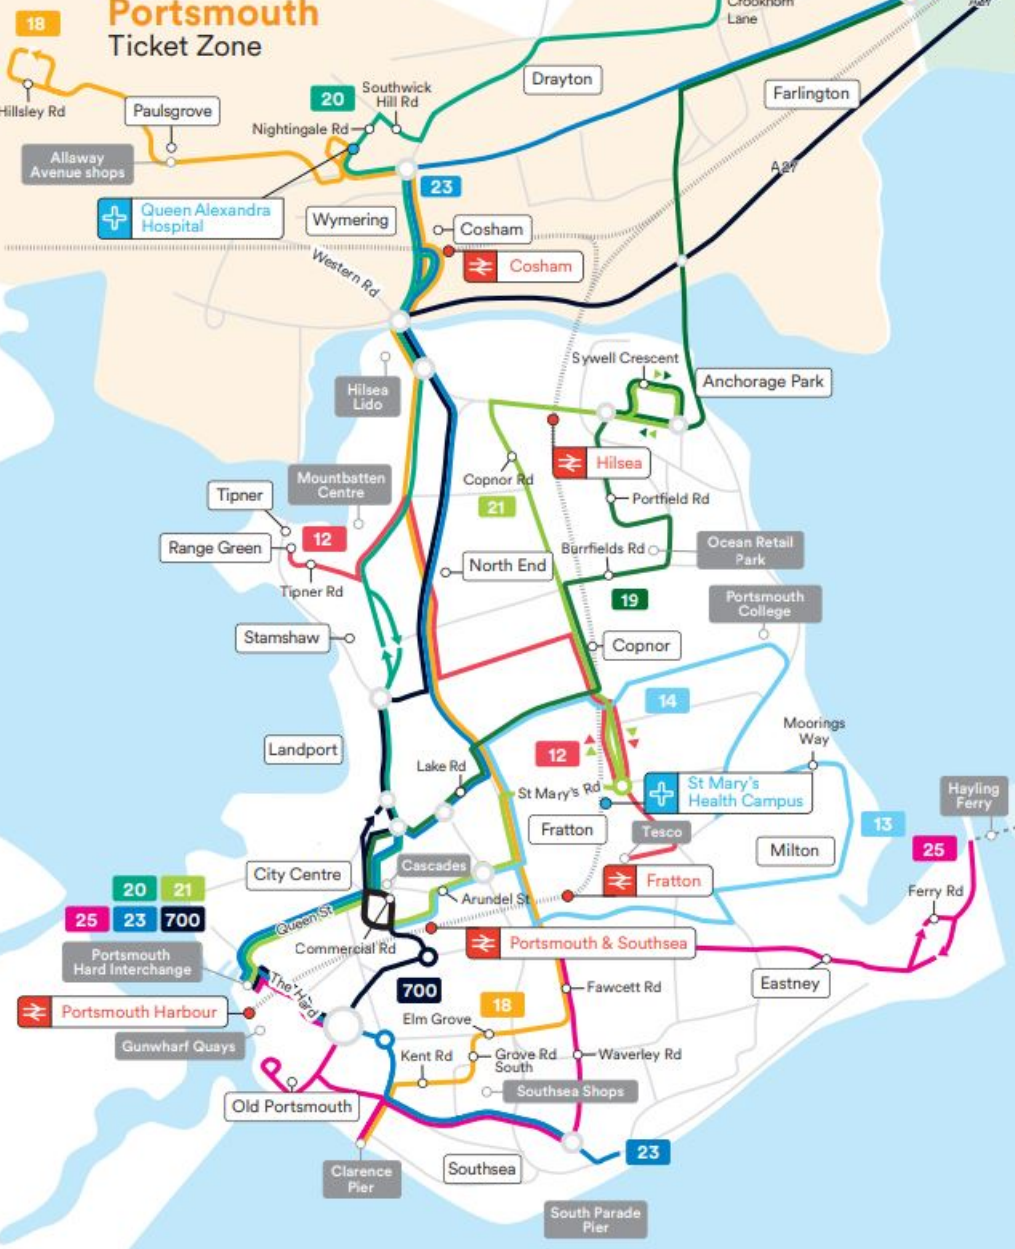 Portsmouth
Ticket Zone
18
Crookhorn
Lane
Drayton
Farlington
Hillsley Rd
Paulsgrove
20
Southwick
Hill Rd
Nightingale Rd
Allaway
Avenue shops
A27
Queen Alexandra
Hospital
23
Wymering
Cosham
Cosham
Western Rd
Sywell Crescent
Anchorage Park
Hilsea
Lido
Hilsea
Copnor Rd
Mountbatten
Centre
Tipner
21
Portfield Rd
Range Green
12
Burrfields Rd
Ocean Retail
Park
North End
Tipner Rd
19
Portsmouth
College
Stamshaw
Copnor
14
Moorings
Way
Landport
12
Lake Rd
St Mary's Rd
St Mary's
Health Campus
Hayling
Ferry
Fratton
Tesco
13
Milton
25
City Centre
Cascades
Fratton
20
21
Arundel St
Ferry Rd
25
23
700
Queen St
Commercial Rd
Portsmouth & Southsea
Portsmouth
Hard Interchange
The Hard
Eastney
700
Fawcett Rd
18
Portsmouth Harbour
Elm Grove
Gunwharf Quays
Kent Rd
Grove Rd
South
Waverley Rd
Southsea Shops
Old Portsmouth
23
Clarence
Pier
Southsea
South Parade
Pier